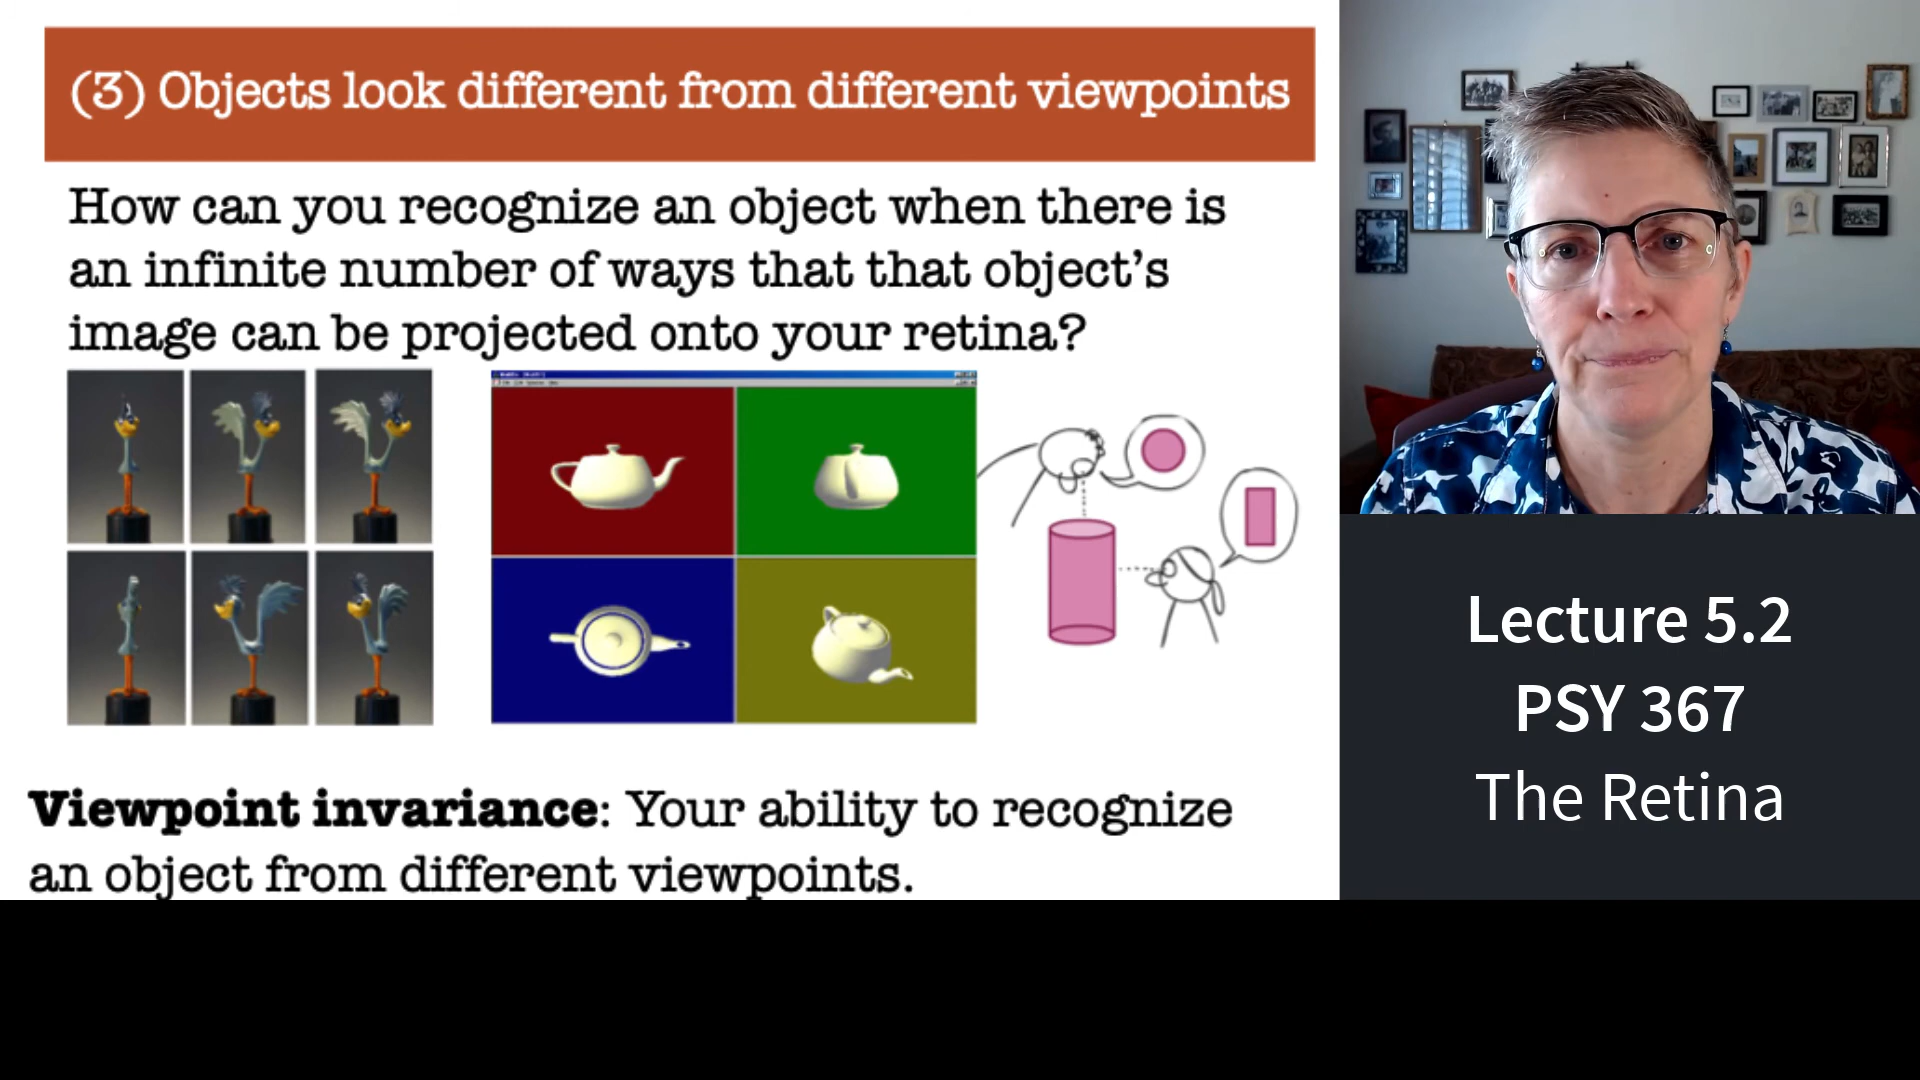 (3) Objects look different from different viewpoints
How can you recognize an object when there is
an infinite number of ways that that object's
image can be projected onto your retina?
Viewpoint invariance: Your ability to recognize
an object from different viewpoints.
Lecture 5.2
PSY 367
The Retina